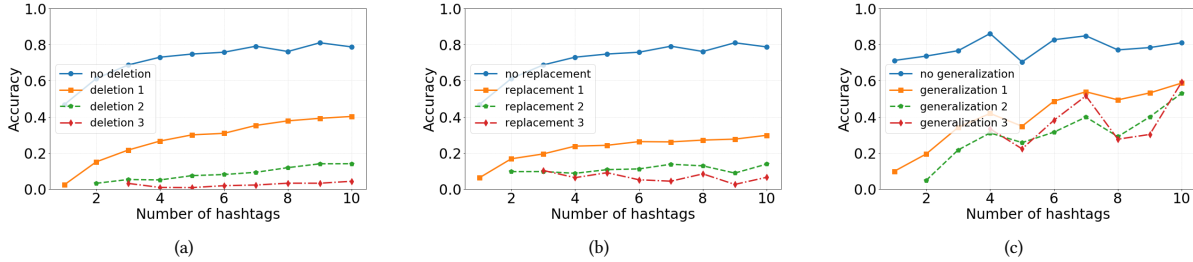 1.0
0.8
0.6
0.4
0.2
0.0
Accuracy
no deletion
deletion 1
deletion 2
deletion 3
2 4 6 8 10
Number of hashtags
(a)
1.0
0.8
0.6
0.4
0.2
0.0
Accuracy
no replacement
replacement 1
replacement 2
replacement 3
2 4 6 8 10
Number of hashtags
(b)
1.0
0.8
0.6
0.4
0.2
0.0
Accuracy
no generalization
generalization 1
generalization 2
generalization 3
2 4 6 8 10
Number of hashtags
(c)